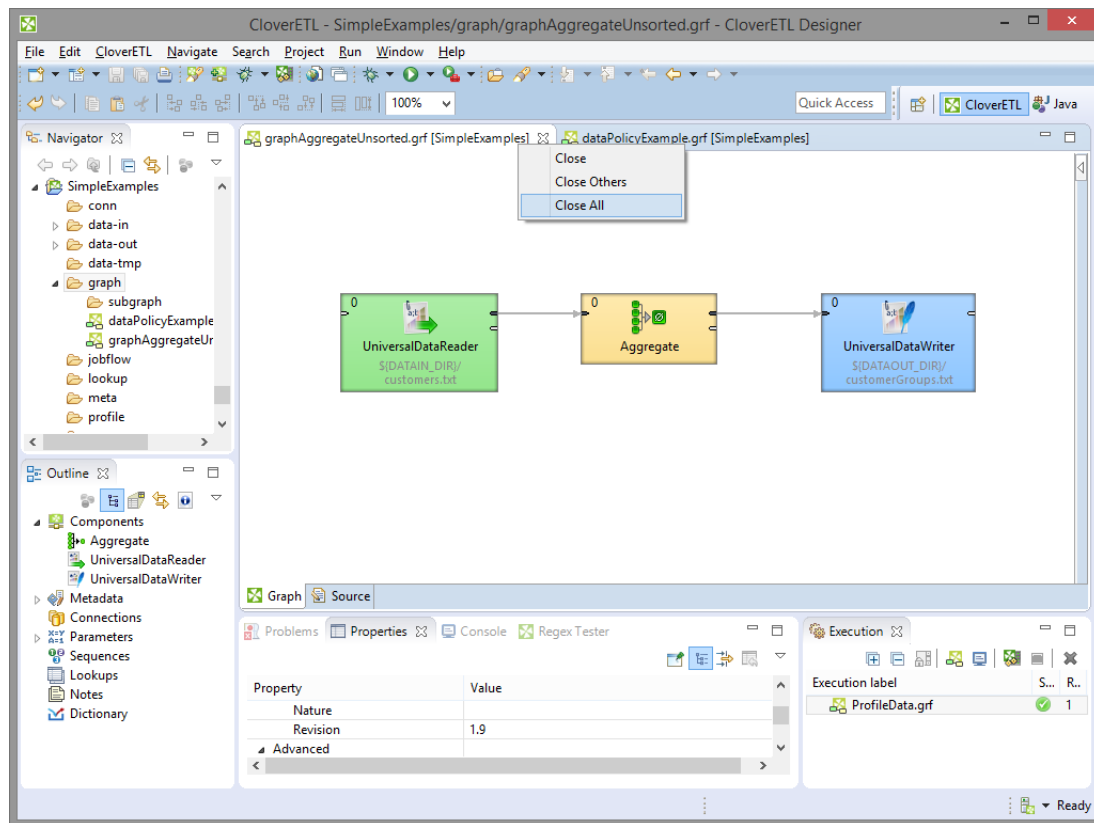 CloverETL - SimpleExamples/graph/graphAggregateUnsorted.grf - CloverETL Designer
File Edit CloverETL Navigate Search Project Run Window Help
100%
Quick Access
CloverETL
Java
Navigator
SimpleExamples
conn
data-in
data-out
data-tmp
graph
subgraph
dataPolicyExample
graphAggregateUr
jobflow
lookup
meta
profile
graphAggregateUnsorted.grf [SimpleExamples]
dataPolicyExample.grf [SimpleExamples]
Close
Close Others
Close All
0
UniversalDataReader
$(DATAIN_DIR)/
customers.txt
0
Aggregate
0
UniversalDataWriter
$(DATAOUT_DIR)/
customerGroups.txt
Graph
Source
Outline
Components
Aggregate
UniversalDataReader
UniversalDataWriter
Metadata
Connections
Parameters
Sequences
Lookups
Notes
Dictionary
Problems
Properties
Console
Regex Tester
Property Value
Nature
Revision 1.9
Advanced
Execution
Execution label S... R..
ProfileData.grf 1
Ready